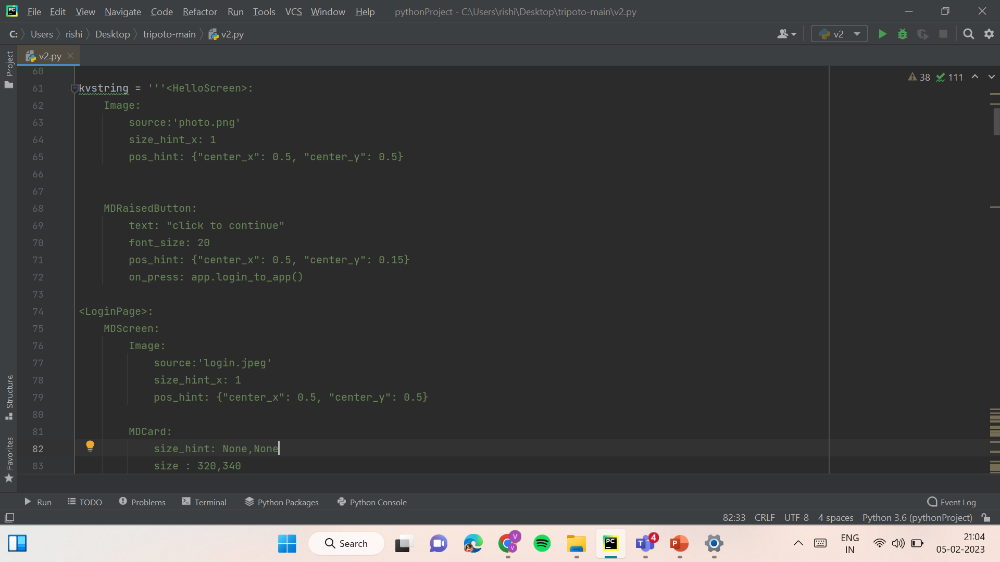 PC File Edit View Navigate Code Refactor Run Tools VCS Window Help pythonProject - C:\Users\rishi\Desktop\tripoto-main\v2.py
C: Users rishi Desktop tripoto-main v2.py v2
v2.py
Project
Structure
Favorites
38 111
60
61 kvstring = '''<HelloScreen>:
62     Image:
63         source:'photo.png'
64         size_hint_x: 1
65         pos_hint: {"center_x": 0.5, "center_y": 0.5}
66
67
68     MDRaisedButton:
69         text: "click to continue"
70         font_size: 20
71         pos_hint: {"center_x": 0.5, "center_y": 0.15}
72         on_press: app.login_to_app()
73
74 <LoginPage>:
75     MDScreen:
76         Image:
77             source:'login.jpeg'
78             size_hint_x: 1
79             pos_hint: {"center_x": 0.5, "center_y": 0.5}
80
81         MDCard:
82             size_hint: None,None
83             size : 320,340
Run TODO Problems Terminal Python Packages Python Console Event Log
82:33 CRLF UTF-8 4 spaces Python 3.6 (pythonProject)
Search V V PC T 4 P ENG 21:04
IN 05-02-2023